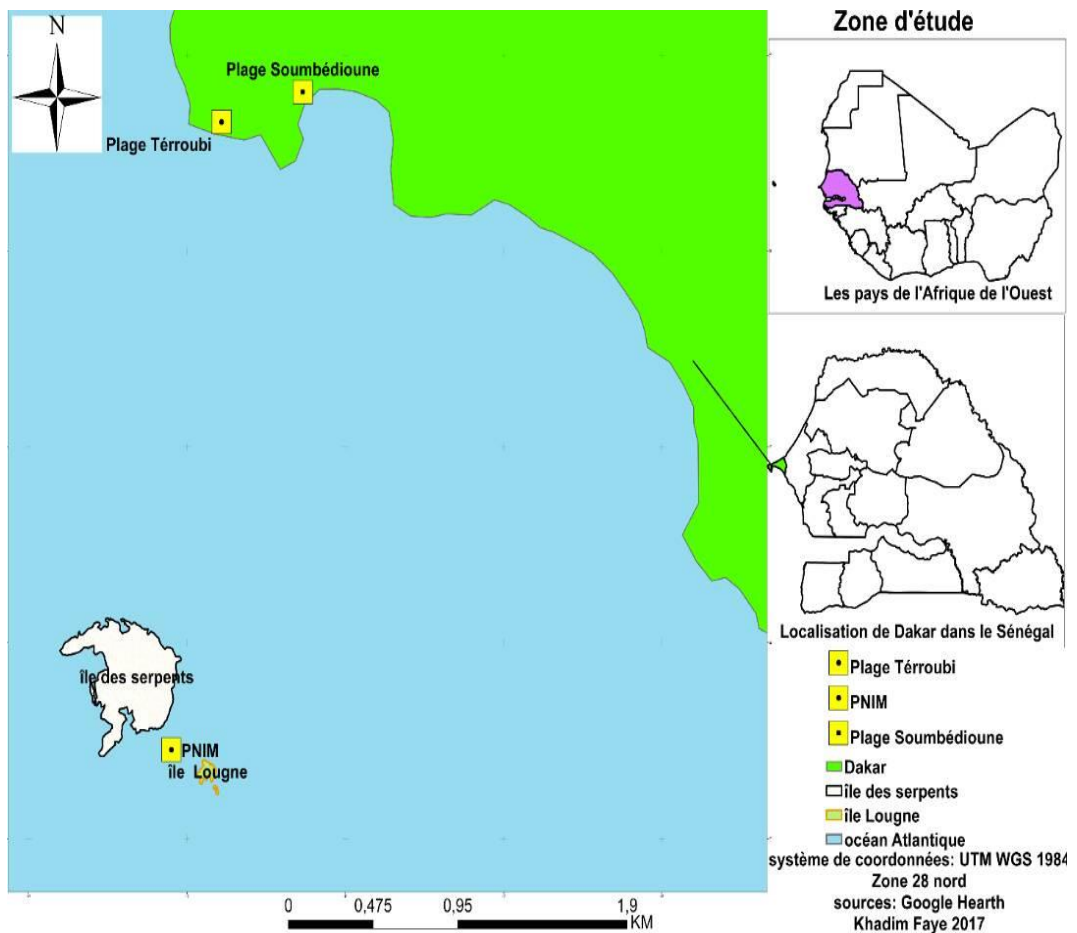 Zone d'étude
N
Plage Soumbédioune
Plage Térroubi
Les pays de l'Afrique de l'Ouest
Localisation de Dakar dans le Sénégal
île des serpents
PNIM
île Lougne
Plage Térroubi
PNIM
Plage Soumbédioune
Dakar
île des serpents
île Lougne
océan Atlantique
système de coordonnées: UTM WGS 1984
Zone 28 nord
sources: Google Hearth
Khadim Faye 2017
0 0,475 0,95 1,9
KM